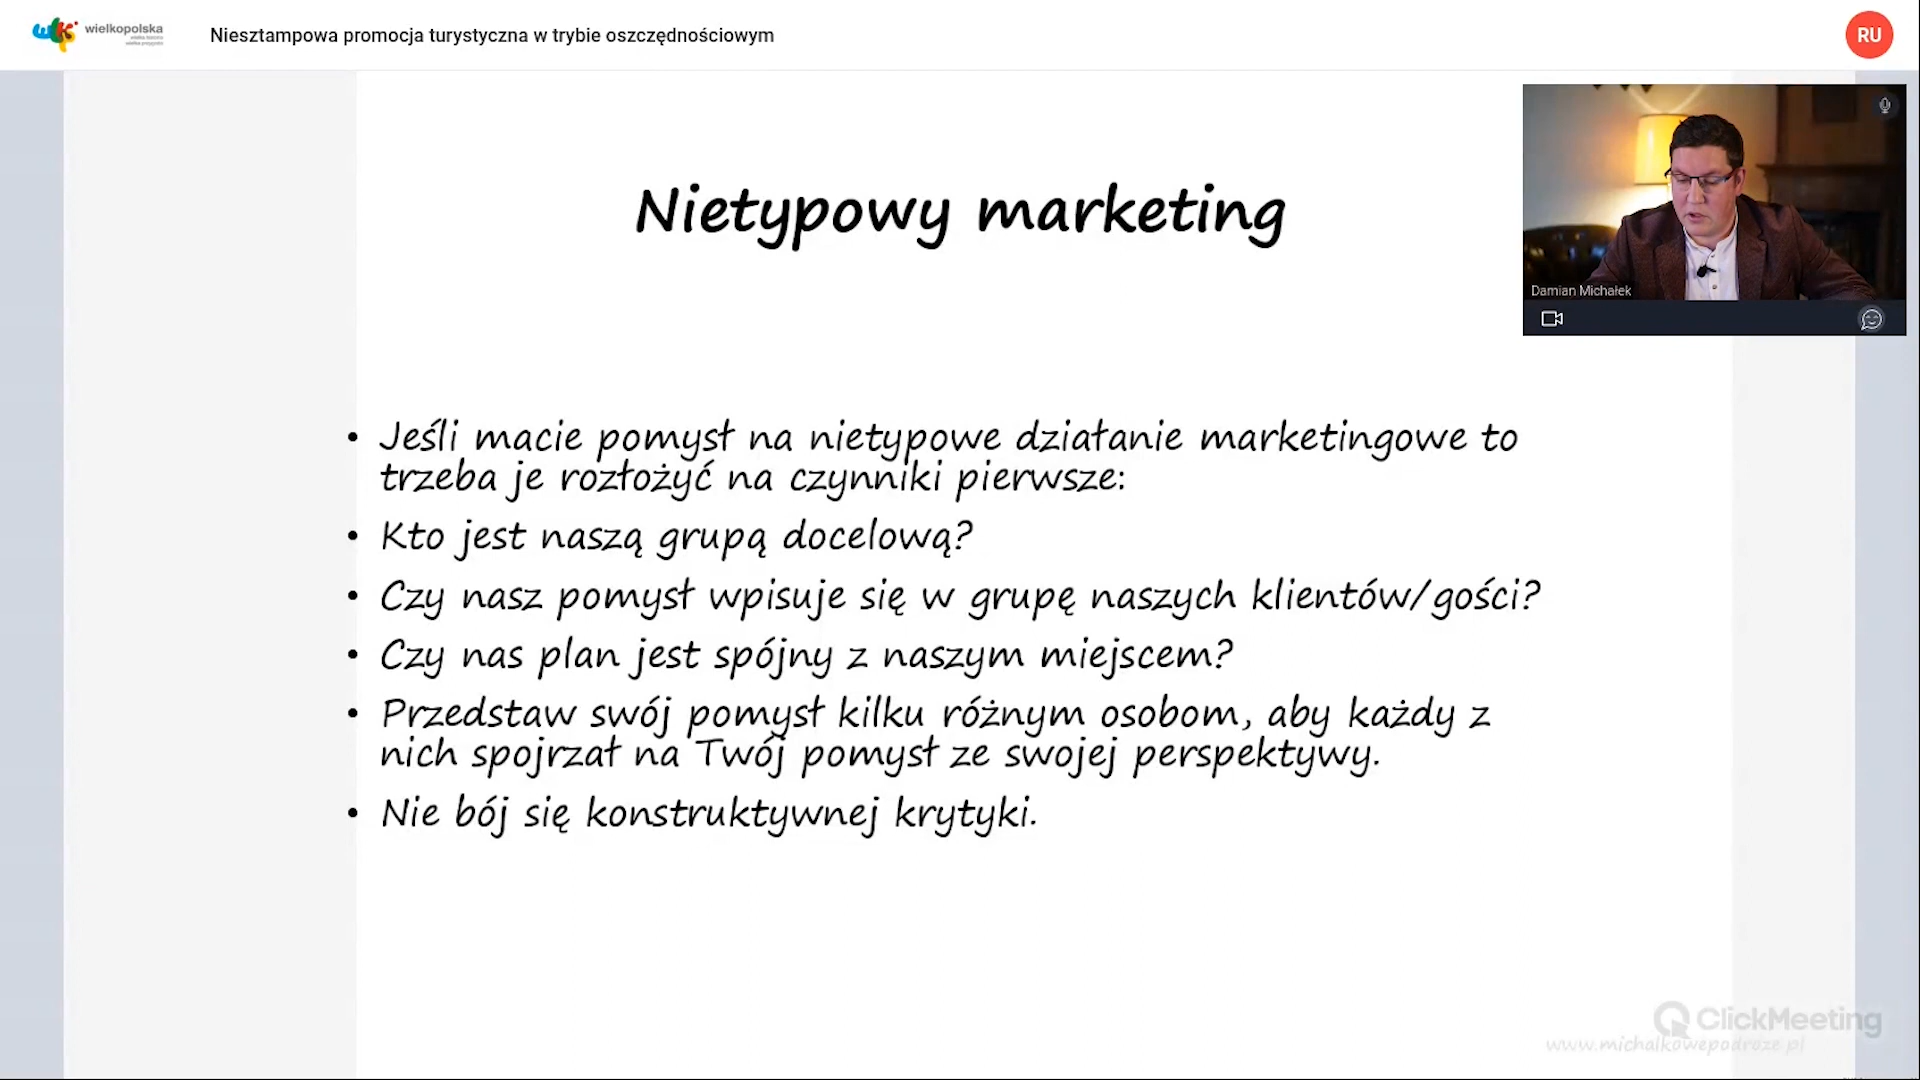 wielkopolska
Niesztampowa promocja turystyczna w trybie oszczędnościowym
RU
Nietypowy marketing
Damian Michałek
• Jeśli macie pomysł na nietypowe działanie marketingowe to
trzeba je rozłożyć na czynniki pierwsze:
• Kto jest naszą grupą docelową?
• Czy nasz pomysł wpisuje się w grupę naszych klientów/gości?
• Czy nas plan jest spójny z naszym miejscem?
• Przedstaw swój pomysł kilku różnym osobom, aby każdy z
nich spojrzał na Twój pomysł ze swojej perspektywy.
• Nie bój się konstruktywnej krytyki.
ClickMeeting
www.michalkowepodroze.pl